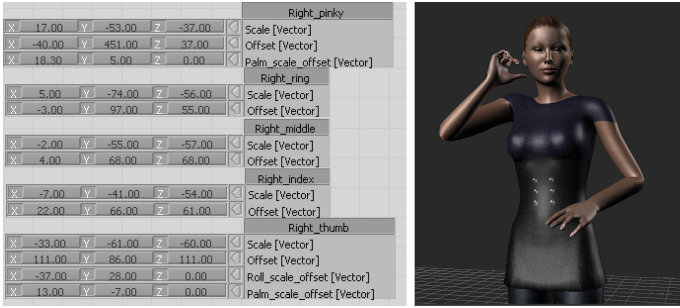 Right_pinky
X 17.00 Y -53.00 Z -37.00 Scale [Vector]
X -40.00 Y 451.00 Z 37.00 Offset [Vector]
X 18.30 Y 5.00 Z 0.00 Palm_scale_offset [Vector]
Right_ring
X 5.00 Y -74.00 Z -56.00 Scale [Vector]
X -3.00 Y 97.00 Z 55.00 Offset [Vector]
Right_middle
X -2.00 Y -55.00 Z -57.00 Scale [Vector]
X 4.00 Y 68.00 Z 68.00 Offset [Vector]
Right_index
X -7.00 Y -41.00 Z -54.00 Scale [Vector]
X 22.00 Y 66.00 Z 61.00 Offset [Vector]
Right_thumb
X -33.00 Y -61.00 Z -60.00 Scale [Vector]
X 111.00 Y 86.00 Z 111.00 Offset [Vector]
X -37.00 Y 28.00 Z 0.00 Roll_scale_offset [Vector]
X 13.00 Y -7.00 Z 0.00 Palm_scale_offset [Vector]